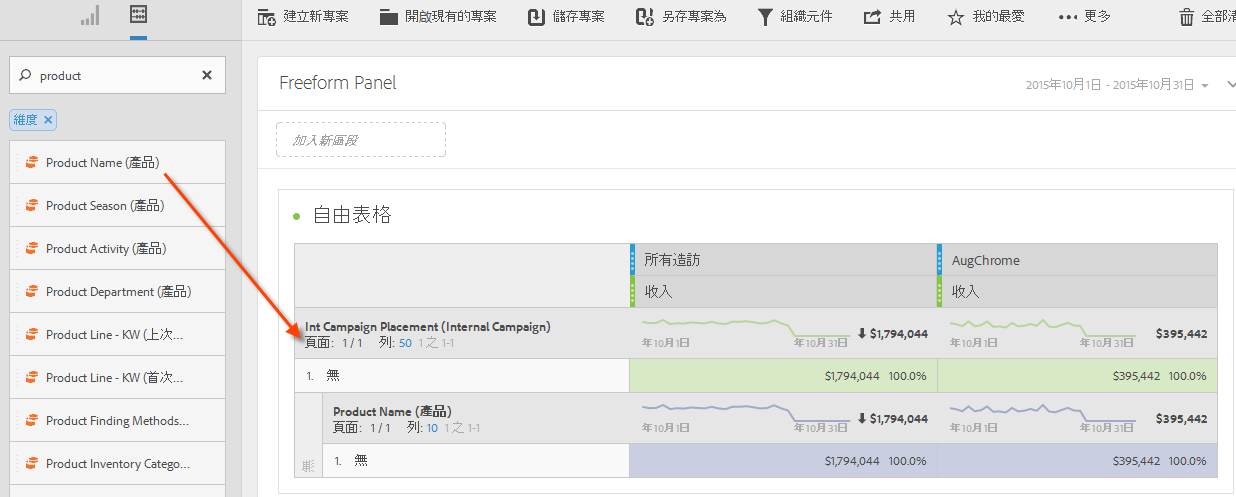 建立新專案
開啟現有的專案
儲存專案
另存專案為
組織元件
共用
我的最愛
更多
全部清
product
維度
Product Name (產品)
Product Season (產品)
Product Activity (產品)
Product Department (產品)
Product Line - KW (上次...
Product Line - KW (首次...
Product Finding Methods...
Product Inventory Catego...
Freeform Panel
2015年10月1日 - 2015年10月31日
加入新區段
自由表格
所有造訪 AugChrome
收入 收入
Int Campaign Placement (Internal Campaign)
頁面: 1 / 1 列: 50 1 之 1-1
年10月1日 年10月31日 $1,794,044 年10月1日 年10月31日 $395,442
1. 無 $1,794,044 100.0% $395,442 100.0%
Product Name (產品)
頁面: 1 / 1 列: 10 1 之 1-1
年10月1日 年10月31日 $1,794,044 年10月1日 年10月31日 $395,442
無
1. 無 $1,794,044 100.0% $395,442 100.0%